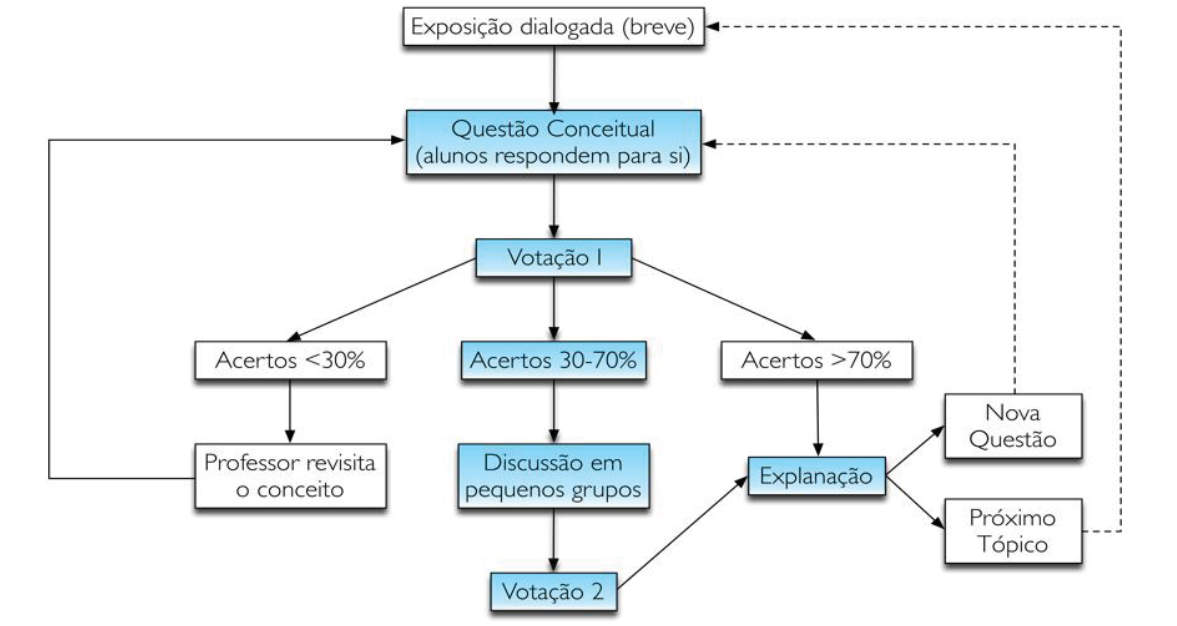 Exposição dialogada (breve)
Questão Conceitual
(alunos respondem para si)
Votação 1
Acertos <30%
Acertos 30-70%
Acertos >70%
Professor revisita
o conceito
Discussão em
pequenos grupos
Explanação
Nova
Questão
Próximo
Tópico
Votação 2